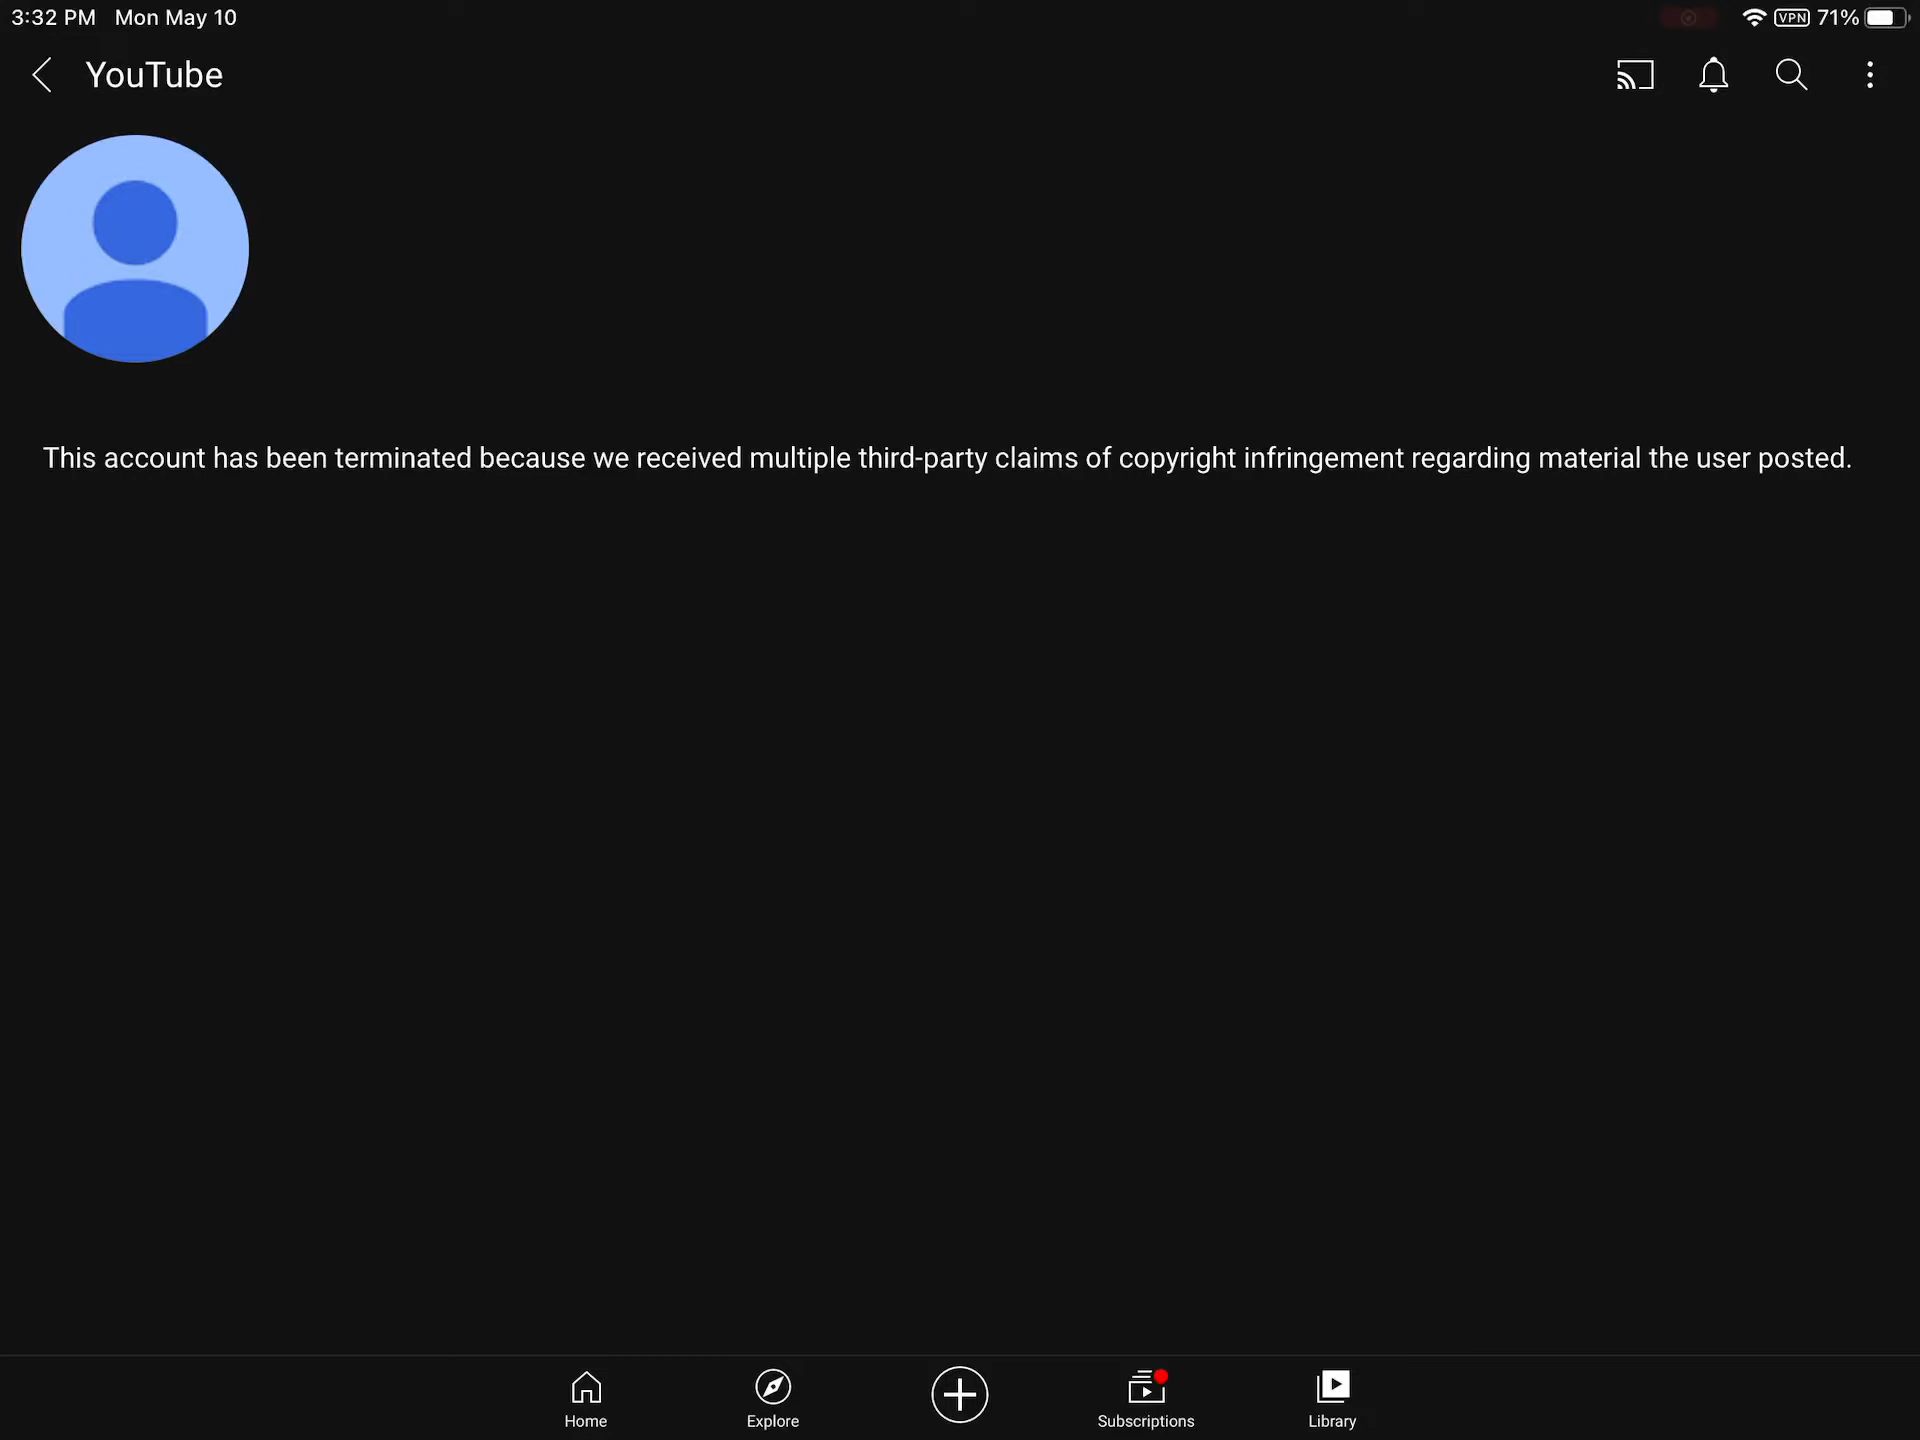 3:32 PM Mon May 10
VPN 71%
YouTube
This account has been terminated because we received multiple third-party claims of copyright infringement regarding material the user posted.
Home
Explore
Subscriptions
Library